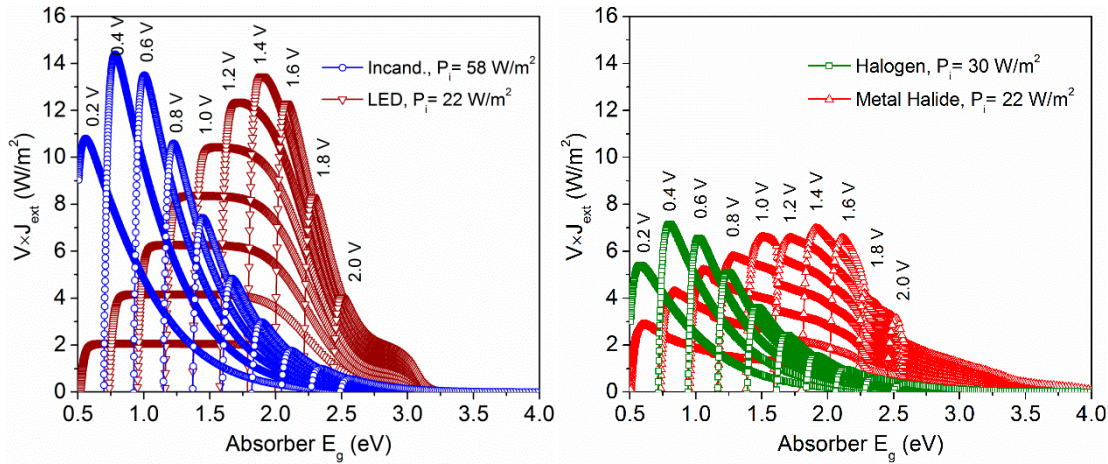 16
14
12
10
8
6
4
2
0
V×J_ext (W/m²)
0.2 V
0.4 V
0.6 V
0.8 V
1.0 V
1.2 V
1.4 V
1.6 V
1.8 V
2.0 V
Incand., P_i= 58 W/m²
LED, P_i= 22 W/m²
0.5 1.0 1.5 2.0 2.5 3.0 3.5 4.0
Absorber E_g (eV)
16
14
12
10
8
6
4
2
0
V×J_ext (W/m²)
0.2 V
0.4 V
0.6 V
0.8 V
1.0 V
1.2 V
1.4 V
1.6 V
1.8 V
2.0 V
Halogen, P_i= 30 W/m²
Metal Halide, P_i= 22 W/m²
0.5 1.0 1.5 2.0 2.5 3.0 3.5 4.0
Absorber E_g (eV)